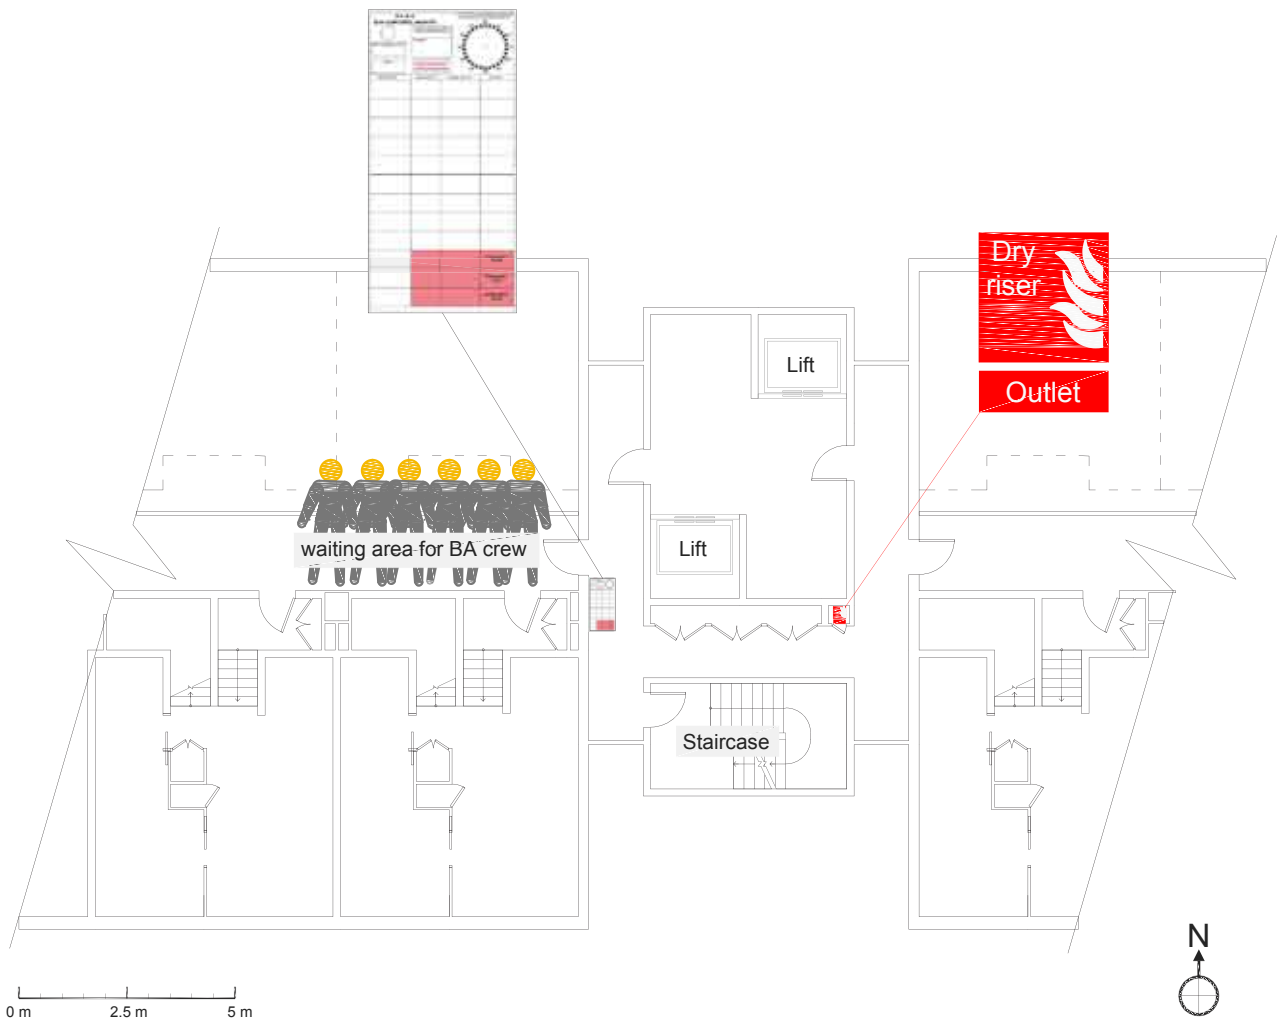 Dry
riser
Outlet
Lift
waiting area for BA crew
Lift
Staircase
N
0 m
2.5 m
5 m